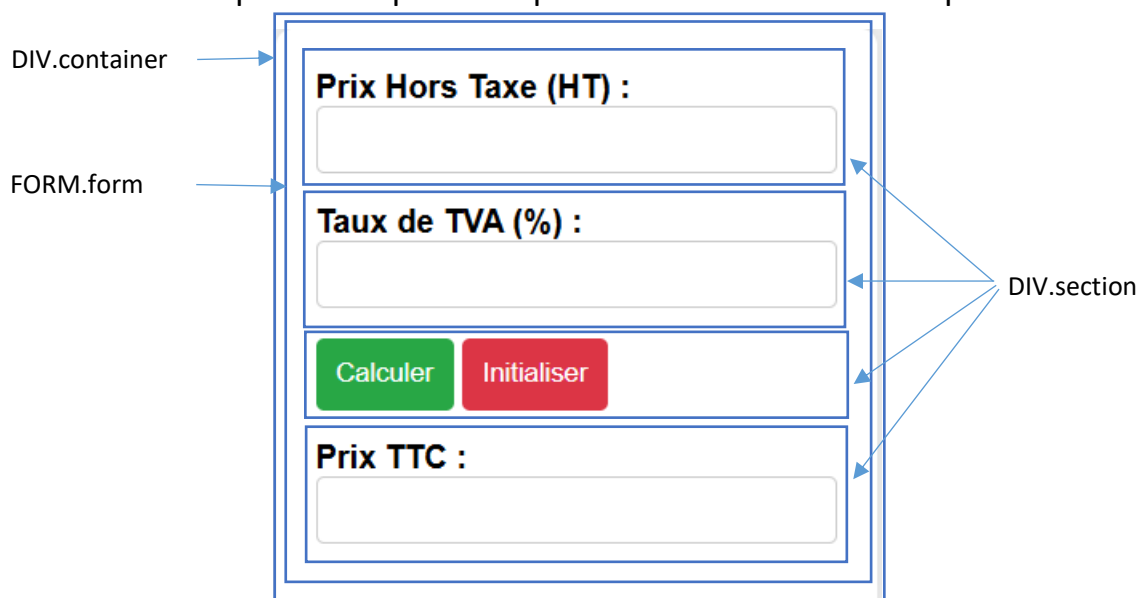 DIV.container
Prix Hors Taxe (HT) :
FORM.form
Taux de TVA (%) :
DIV.section
Calculer Initialiser
Prix TTC :